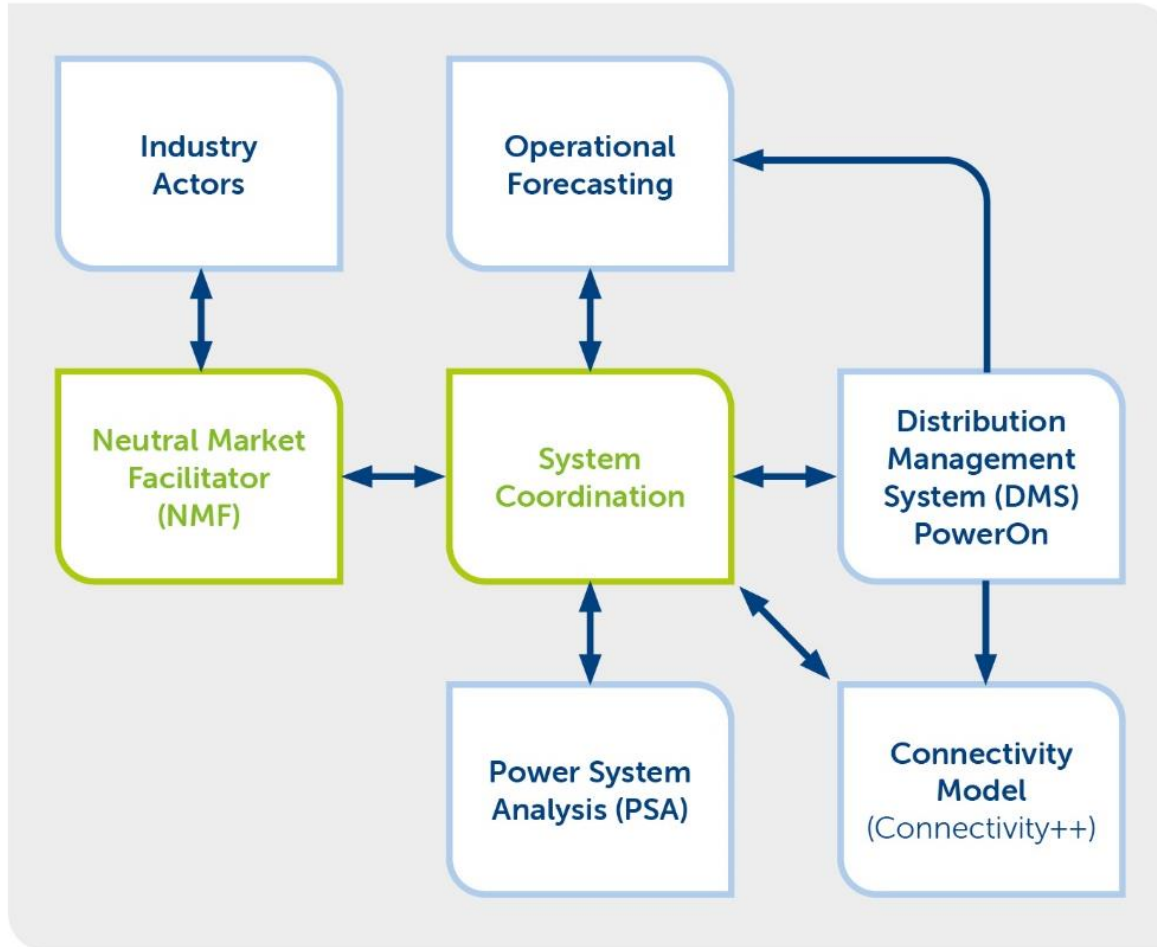 Industry
Actors
Operational
Forecasting
Neutral Market
Facilitator
(NMF)
System
Coordination
Distribution
Management
System (DMS)
PowerOn
Power System
Analysis (PSA)
Connectivity
Model
(Connectivity++)